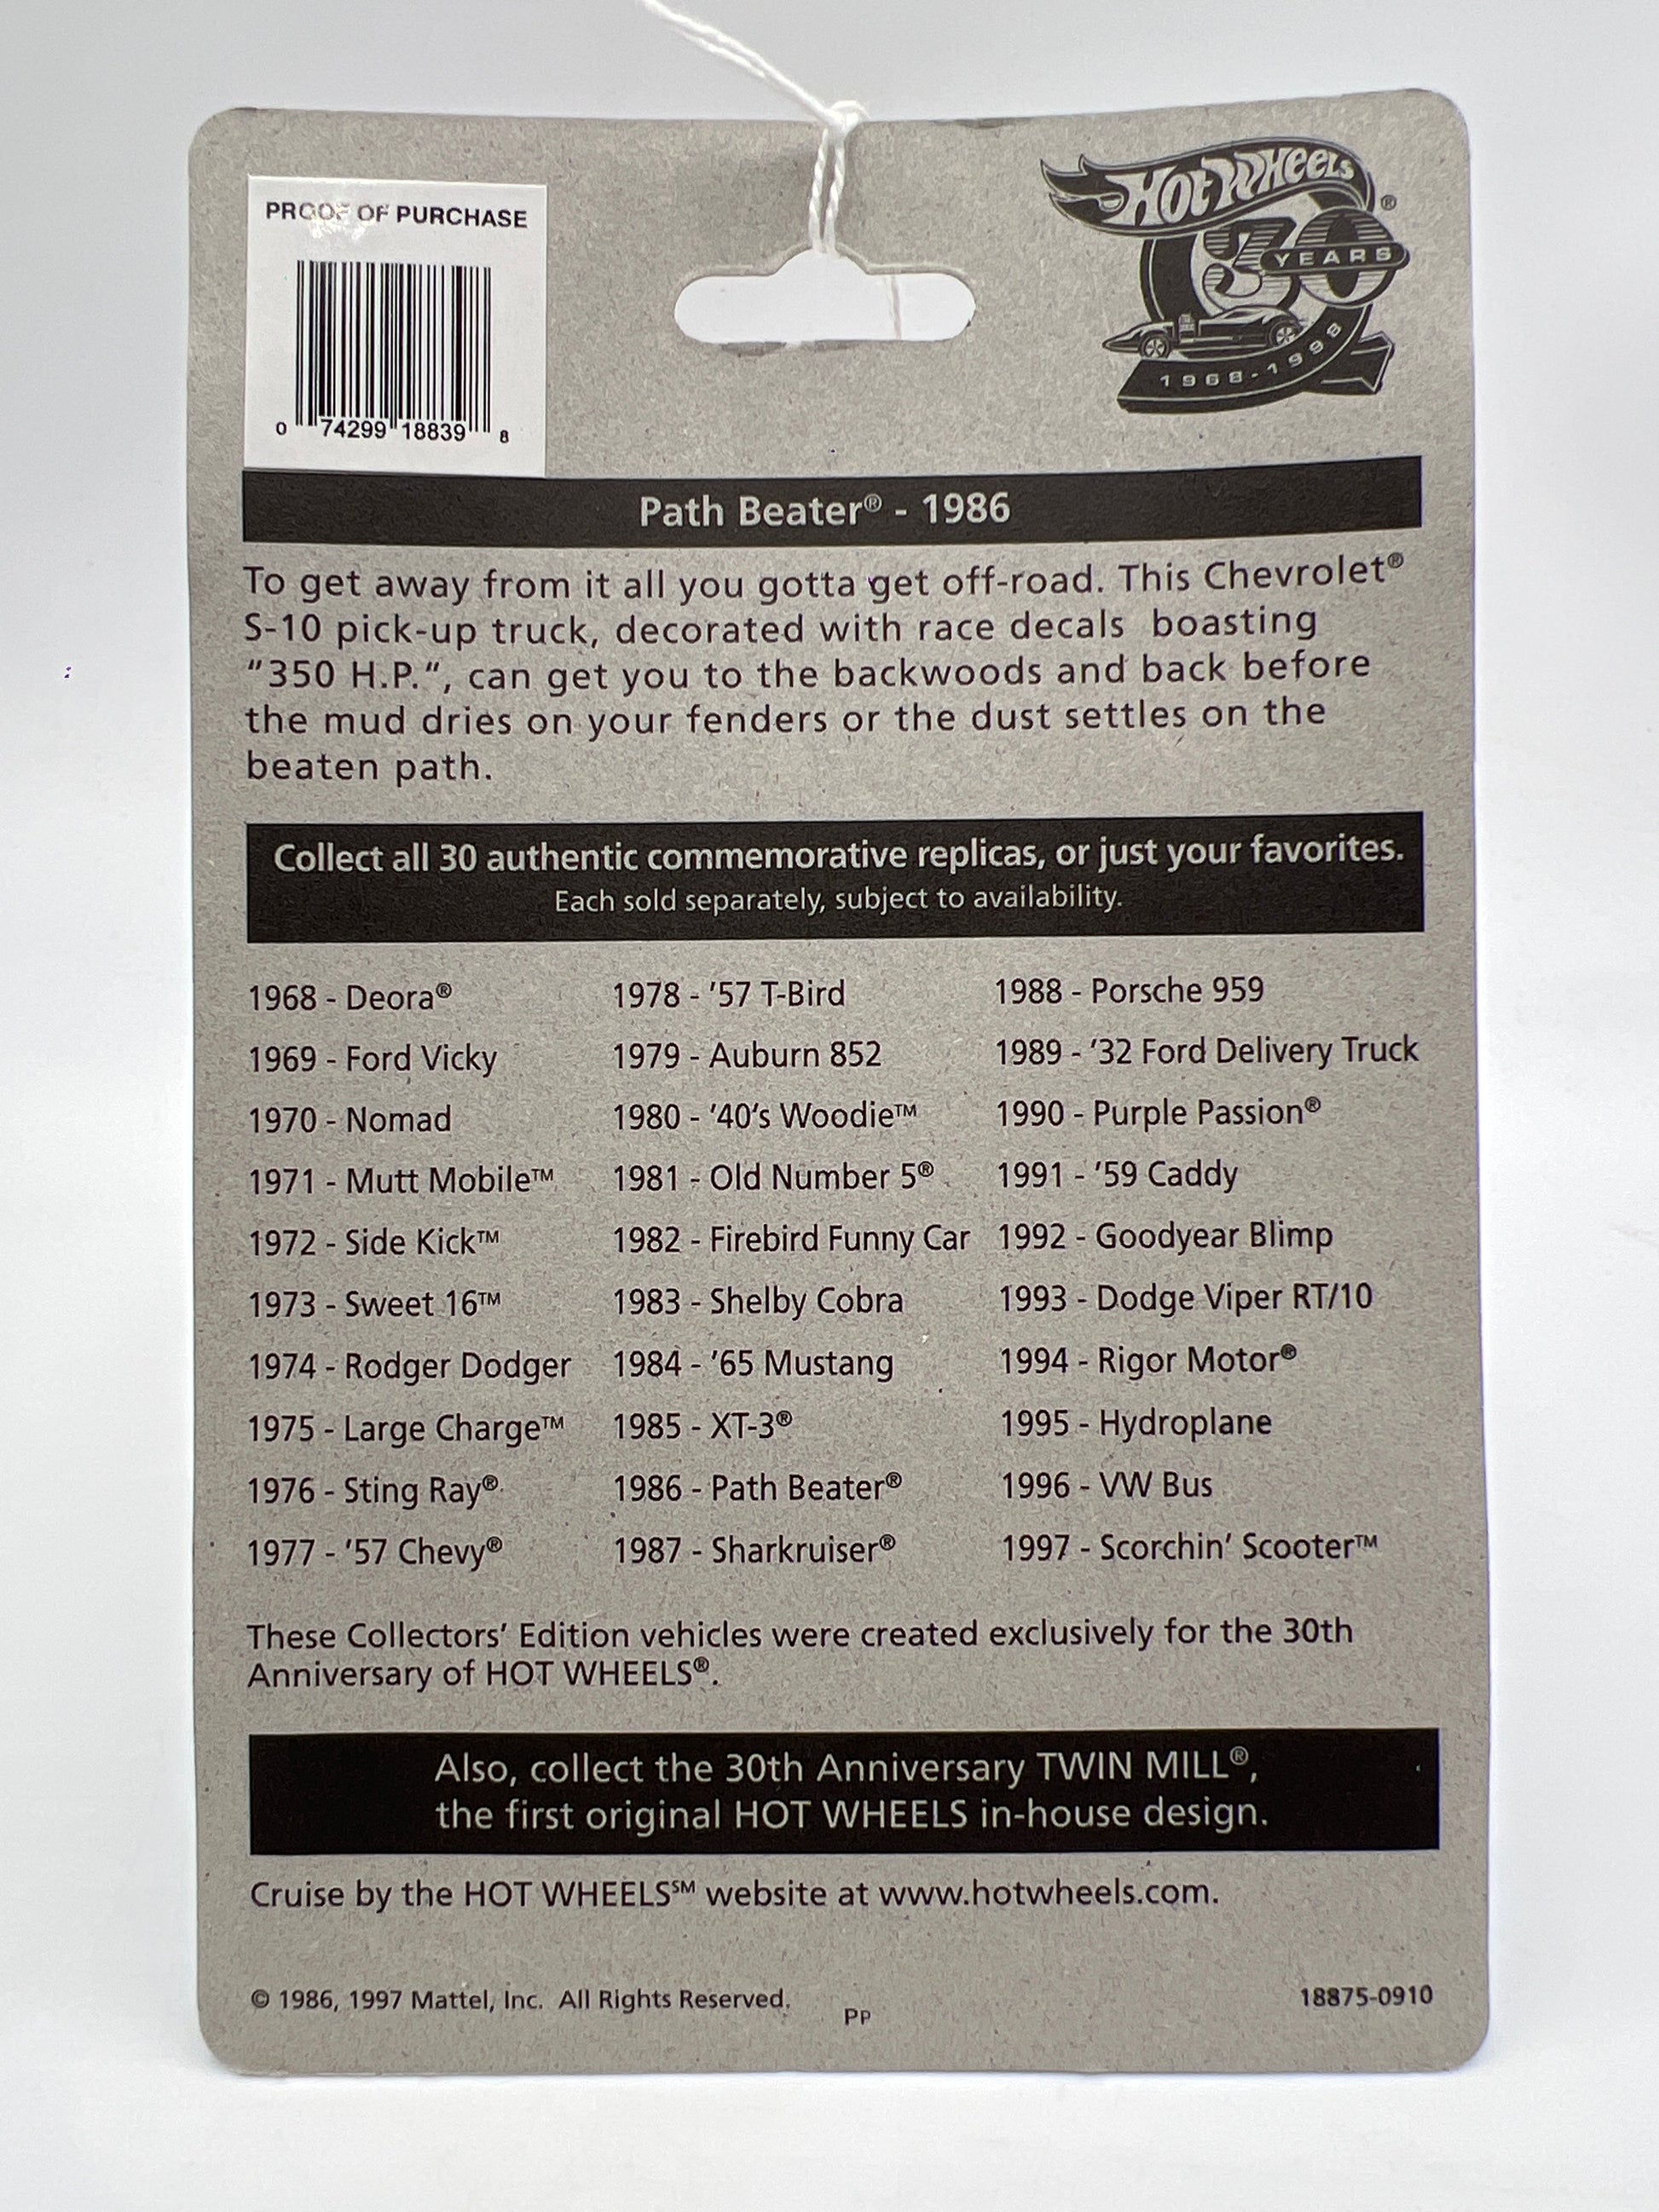 PROOF OF PURCHASE
0 74299 18839 8
HOT WHEELS®
30 YEARS
1968-1998
Path Beater® - 1986
To get away from it all you gotta get off-road. This Chevrolet®
S-10 pick-up truck, decorated with race decals boasting
"350 H.P.", can get you to the backwoods and back before
the mud dries on your fenders or the dust settles on the
beaten path.
Collect all 30 authentic commemorative replicas, or just your favorites.
Each sold separately, subject to availability.
1968 - Deora®
1969 - Ford Vicky
1970 - Nomad
1971 - Mutt Mobile™
1972 - Side Kick™
1973 - Sweet 16™
1974 - Rodger Dodger
1975 - Large Charge™
1976 - Sting Ray®
1977 - '57 Chevy®
1978 - '57 T-Bird
1979 - Auburn 852
1980 - '40's Woodie™
1981 - Old Number 5®
1982 - Firebird Funny Car
1983 - Shelby Cobra
1984 - '65 Mustang
1985 - XT-3®
1986 - Path Beater®
1987 - Sharkruiser®
1988 - Porsche 959
1989 - '32 Ford Delivery Truck
1990 - Purple Passion®
1991 - '59 Caddy
1992 - Goodyear Blimp
1993 - Dodge Viper RT/10
1994 - Rigor Motor®
1995 - Hydroplane
1996 - VW Bus
1997 - Scorchin' Scooter™
These Collectors' Edition vehicles were created exclusively for the 30th
Anniversary of HOT WHEELS®.
Also, collect the 30th Anniversary TWIN MILL®,
the first original HOT WHEELS in-house design.
Cruise by the HOT WHEELS℠ website at www.hotwheels.com.
© 1986, 1997 Mattel, Inc. All Rights Reserved.
PP
18875-0910